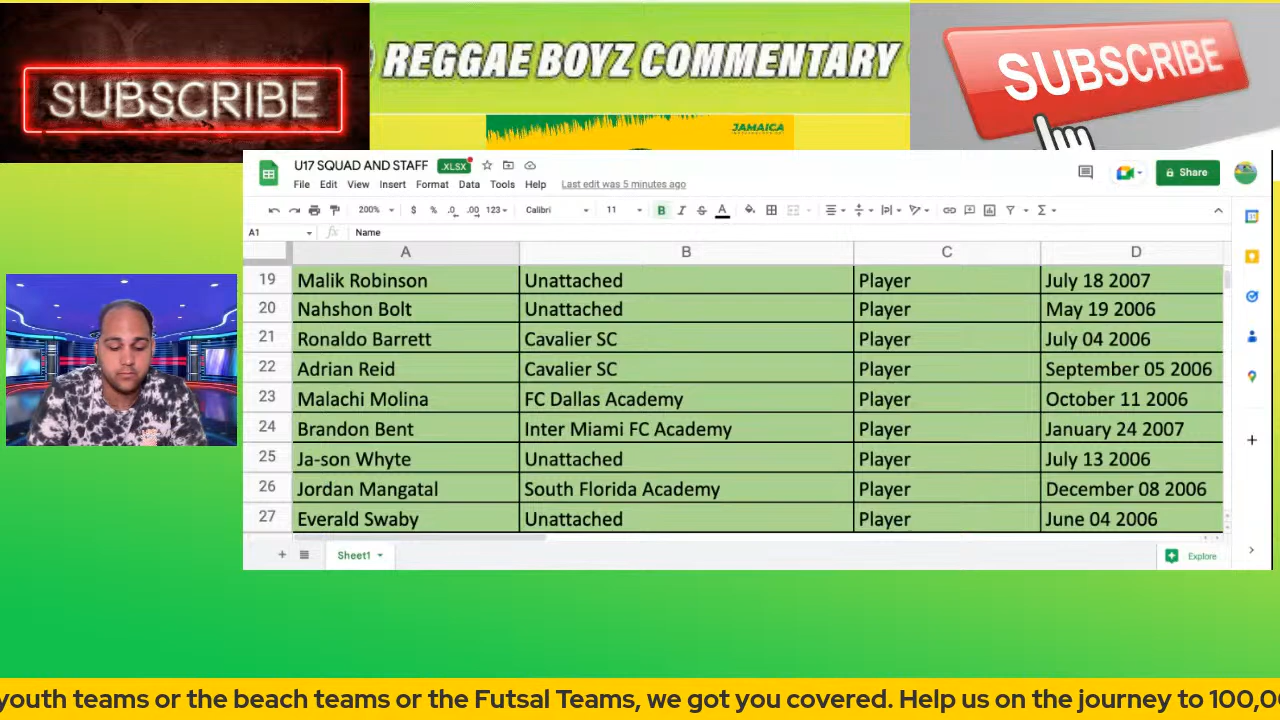 SUBSCRIBE
REGGAE BOYZ COMMENTARY
SUBSCRIBE
JAMAICA
U17 SQUAD AND STAFF .XLSX
File Edit View Insert Format Data Tools Help Last edit was 5 minutes ago
Share
200% $ % .0 .00 123 Calibri 11 B I S A
A1 fx Name
A B C D
19 Malik Robinson Unattached Player July 18 2007
20 Nahshon Bolt Unattached Player May 19 2006
21 Ronaldo Barrett Cavalier SC Player July 04 2006
22 Adrian Reid Cavalier SC Player September 05 2006
23 Malachi Molina FC Dallas Academy Player October 11 2006
24 Brandon Bent Inter Miami FC Academy Player January 24 2007
25 Ja-son Whyte Unattached Player July 13 2006
26 Jordan Mangatal South Florida Academy Player December 08 2006
27 Everald Swaby Unattached Player June 04 2006
Sheet1
Explore
youth teams or the beach teams or the Futsal Teams, we got you covered. Help us on the journey to 100,0